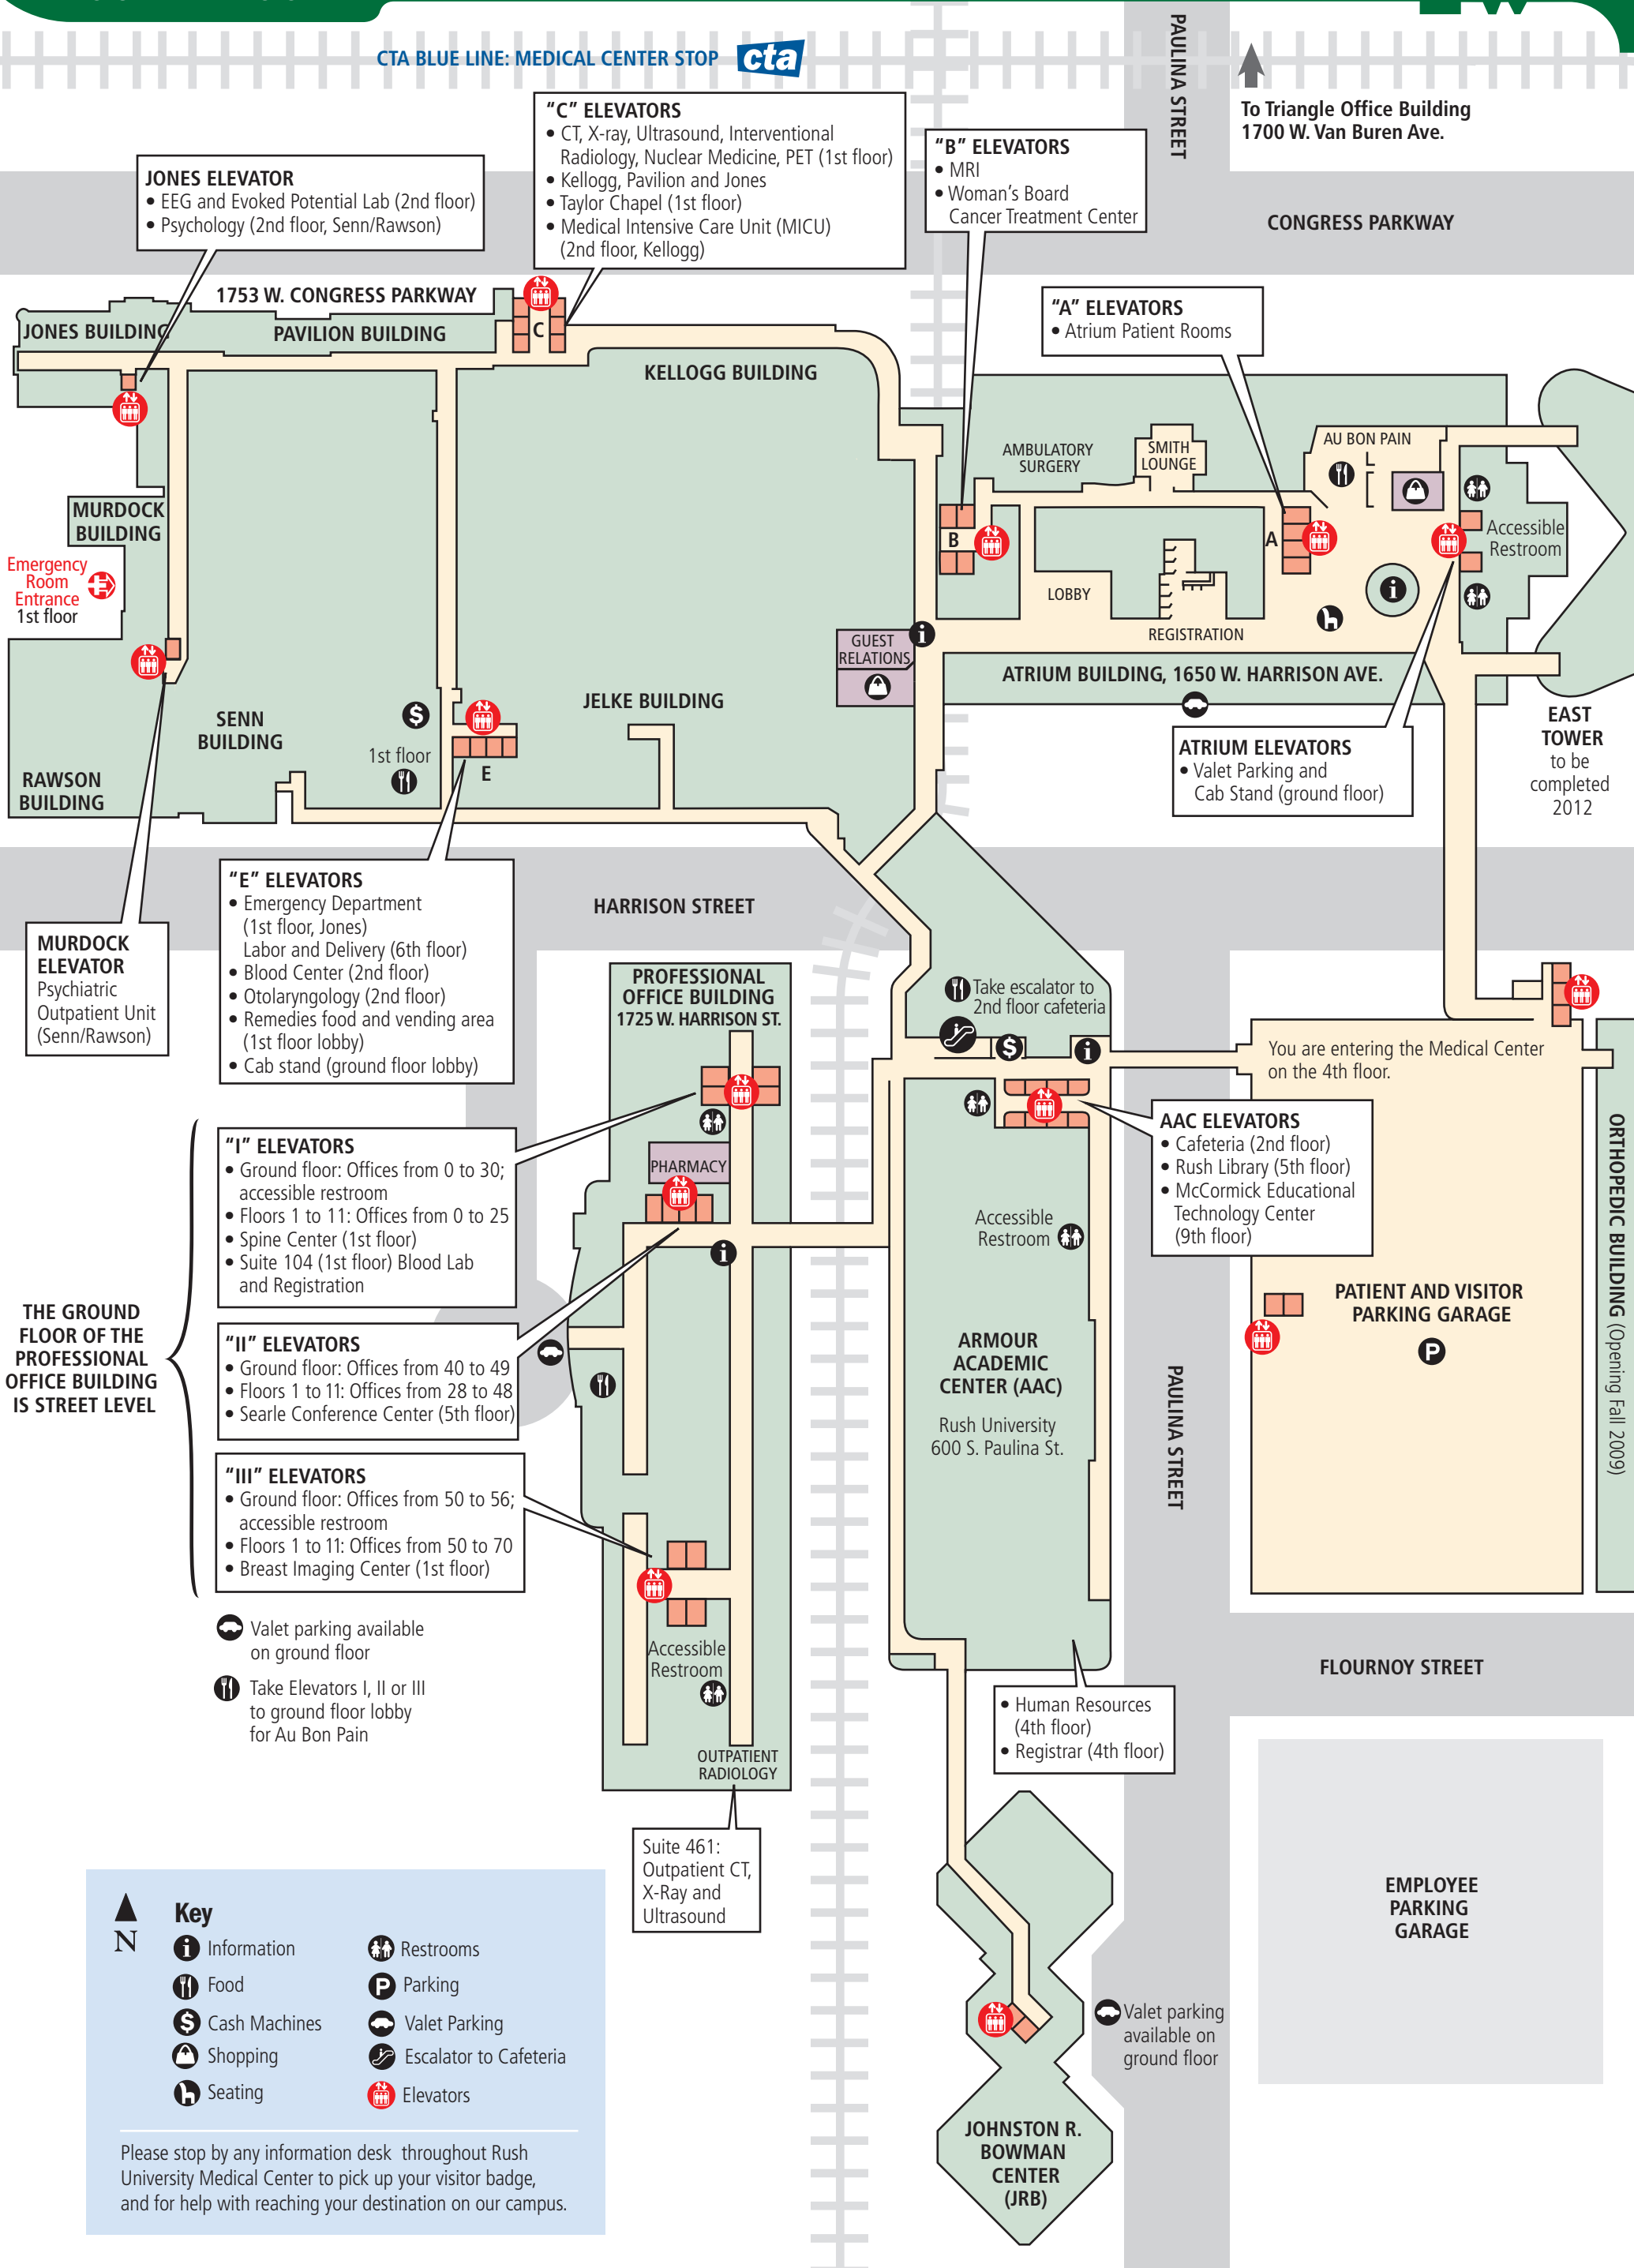 CTA BLUE LINE: MEDICAL CENTER STOP
cta
PAULINA STREET
To Triangle Office Building
1700 W. Van Buren Ave.
"C" ELEVATORS
• CT, X-ray, Ultrasound, Interventional
Radiology, Nuclear Medicine, PET (1st floor)
• Kellogg, Pavilion and Jones
• Taylor Chapel (1st floor)
• Medical Intensive Care Unit (MICU)
(2nd floor, Kellogg)
"B" ELEVATORS
• MRI
• Woman's Board
Cancer Treatment Center
JONES ELEVATOR
• EEG and Evoked Potential Lab (2nd floor)
• Psychology (2nd floor, Senn/Rawson)
CONGRESS PARKWAY
1753 W. CONGRESS PARKWAY
"A" ELEVATORS
• Atrium Patient Rooms
JONES BUILDING
PAVILION BUILDING
C
KELLOGG BUILDING
AMBULATORY
SURGERY
SMITH
LOUNGE
AU BON PAIN
MURDOCK
BUILDING
B
A
Accessible
Restroom
Emergency
Room
Entrance
1st floor
LOBBY
i
REGISTRATION
GUEST
RELATIONS
i
ATRIUM BUILDING, 1650 W. HARRISON AVE.
JELKE BUILDING
SENN
BUILDING
$
1st floor
E
RAWSON
BUILDING
EAST
TOWER
to be
completed
2012
ATRIUM ELEVATORS
• Valet Parking and
Cab Stand (ground floor)
"E" ELEVATORS
• Emergency Department
(1st floor, Jones)
Labor and Delivery (6th floor)
• Blood Center (2nd floor)
• Otolaryngology (2nd floor)
• Remedies food and vending area
(1st floor lobby)
• Cab stand (ground floor lobby)
HARRISON STREET
MURDOCK
ELEVATOR
Psychiatric
Outpatient Unit
(Senn/Rawson)
PROFESSIONAL
OFFICE BUILDING
1725 W. HARRISON ST.
Take escalator to
2nd floor cafeteria
$
i
You are entering the Medical Center
on the 4th floor.
AAC ELEVATORS
• Cafeteria (2nd floor)
• Rush Library (5th floor)
• McCormick Educational
Technology Center
(9th floor)
ORTHOPEDIC BUILDING (Opening Fall 2009)
"I" ELEVATORS
• Ground floor: Offices from 0 to 30;
accessible restroom
• Floors 1 to 11: Offices from 0 to 25
• Spine Center (1st floor)
• Suite 104 (1st floor) Blood Lab
and Registration
PHARMACY
i
Accessible
Restroom
THE GROUND
FLOOR OF THE
PROFESSIONAL
OFFICE BUILDING
IS STREET LEVEL
"II" ELEVATORS
• Ground floor: Offices from 40 to 49
• Floors 1 to 11: Offices from 28 to 48
• Searle Conference Center (5th floor)
PATIENT AND VISITOR
PARKING GARAGE
P
ARMOUR
ACADEMIC
CENTER (AAC)
Rush University
600 S. Paulina St.
PAULINA STREET
"III" ELEVATORS
• Ground floor: Offices from 50 to 56;
accessible restroom
• Floors 1 to 11: Offices from 50 to 70
• Breast Imaging Center (1st floor)
Valet parking available
on ground floor
Take Elevators I, II or III
to ground floor lobby
for Au Bon Pain
Accessible
Restroom
OUTPATIENT
RADIOLOGY
FLOURNOY STREET
• Human Resources
(4th floor)
• Registrar (4th floor)
Suite 461:
Outpatient CT,
X-Ray and
Ultrasound
EMPLOYEE
PARKING
GARAGE
Valet parking
available on
ground floor
JOHNSTON R.
BOWMAN
CENTER
(JRB)
N
Key
i Information
Restrooms
Food
P Parking
$ Cash Machines
Valet Parking
Shopping
Escalator to Cafeteria
Seating
Elevators
Please stop by any information desk throughout Rush
University Medical Center to pick up your visitor badge,
and for help with reaching your destination on our campus.